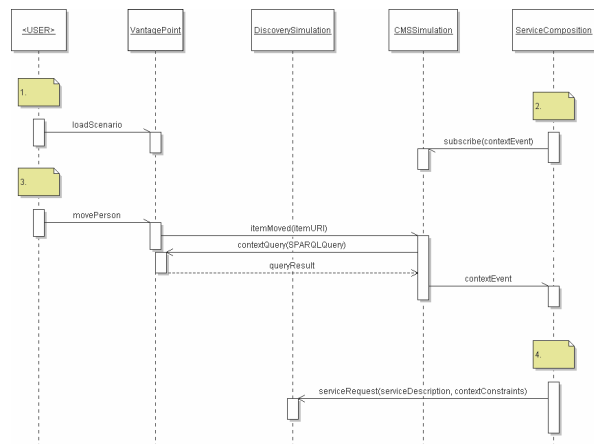 <USER>
VantagePoint
DiscoverySimulation
CMSSimulation
ServiceComposition
1.
2.
loadScenario
subscribe(contextEvent)
3.
movePerson
itemMoved(itemURI)
contextQuery(SPARQLQuery)
queryResult
contextEvent
4.
serviceRequest(serviceDescription, contextConstraints)